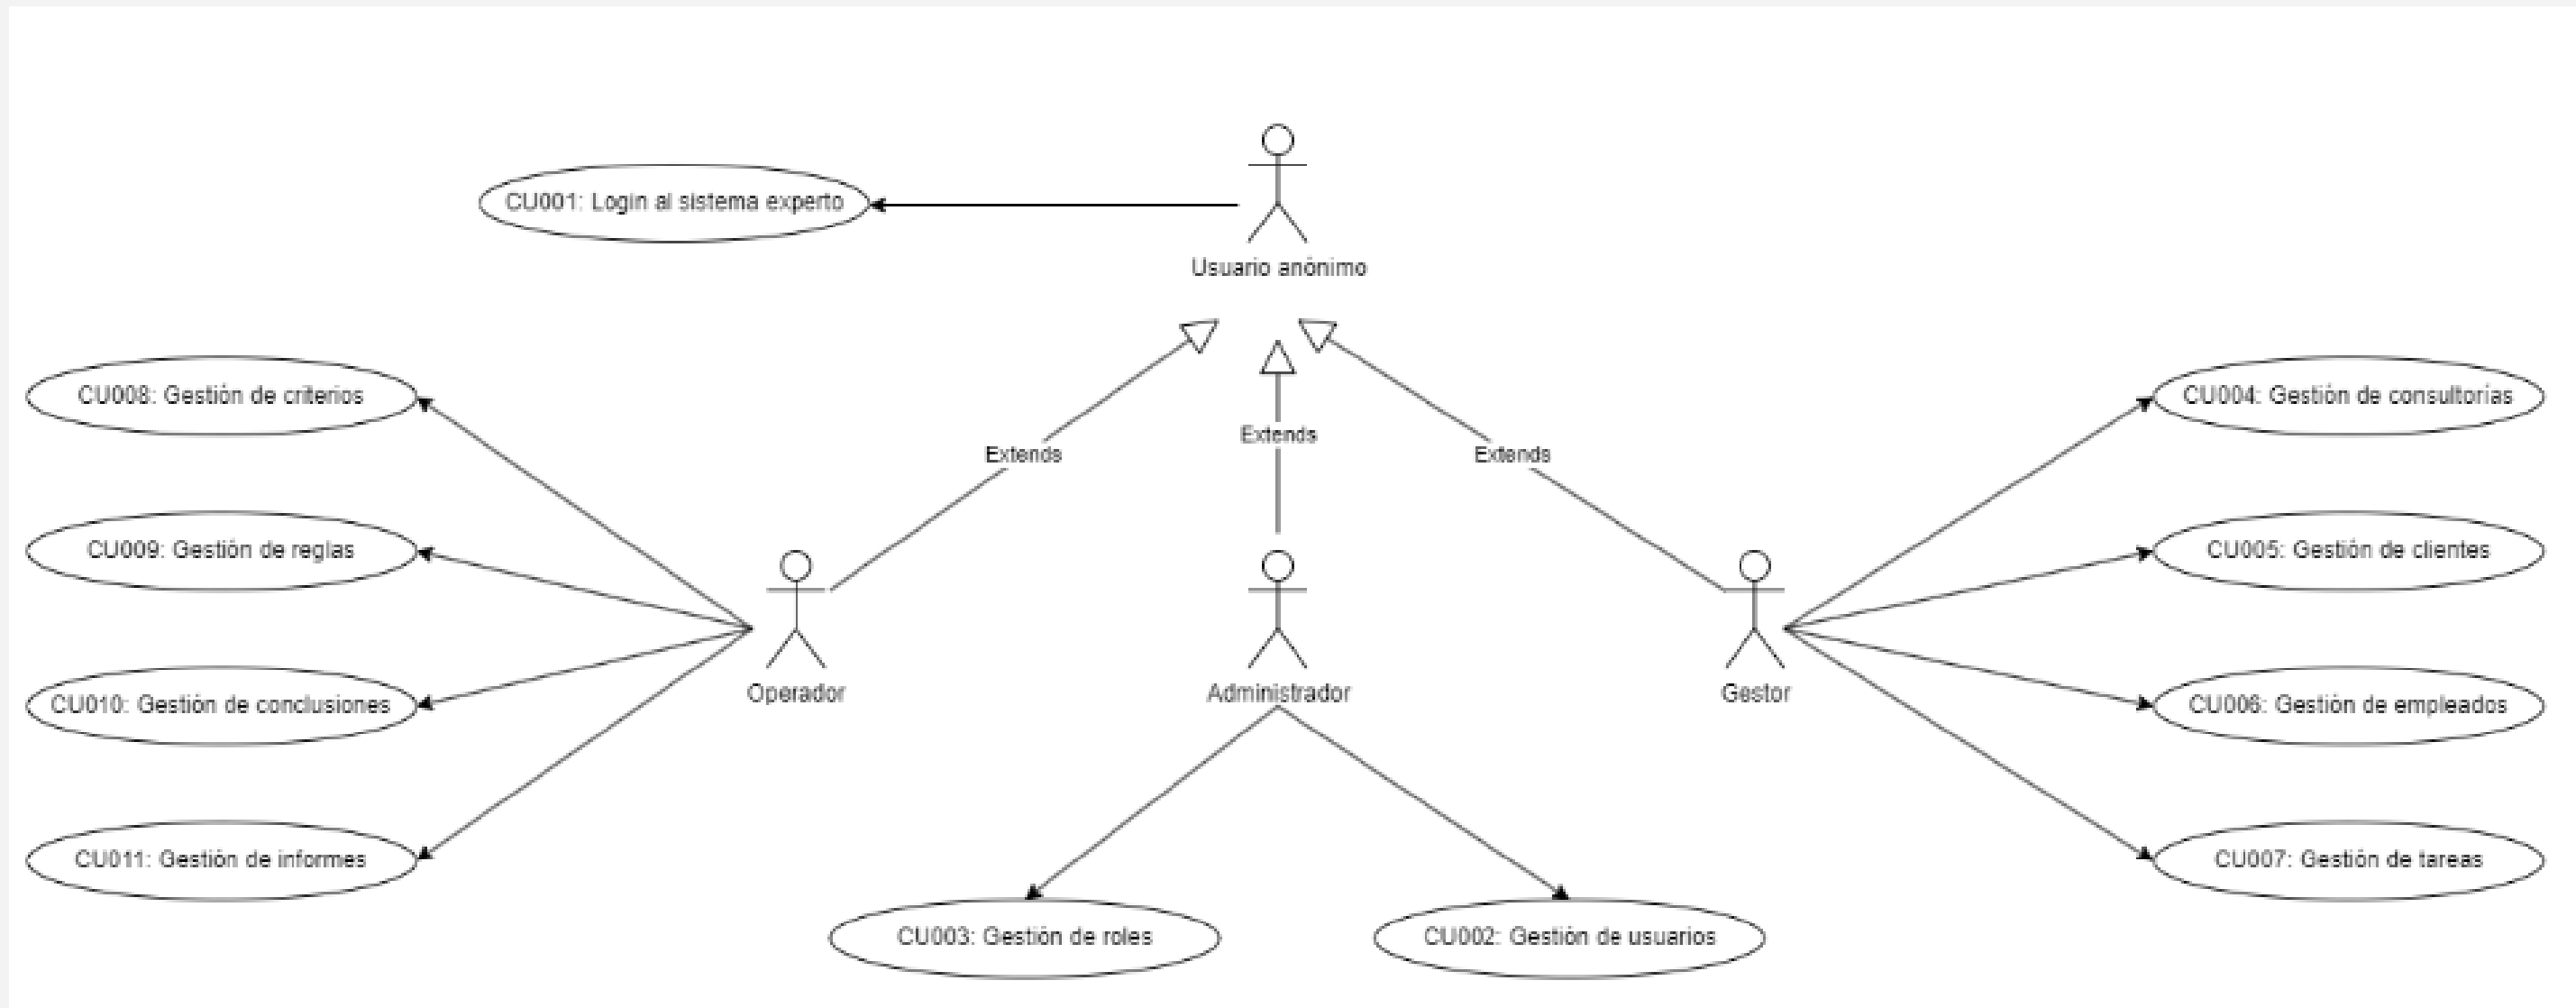 CU001: Login al sistema experto
Usuario anónimo
CU008: Gestión de criterios
CU004: Gestión de consultorías
Extends
Extends
Extends
CU009: Gestión de reglas
CU005: Gestión de clientes
Operador
Administrador
Gestor
CU010: Gestión de conclusiones
CU006: Gestión de empleados
CU011: Gestión de informes
CU007: Gestión de tareas
CU003: Gestión de roles
CU002: Gestión de usuarios